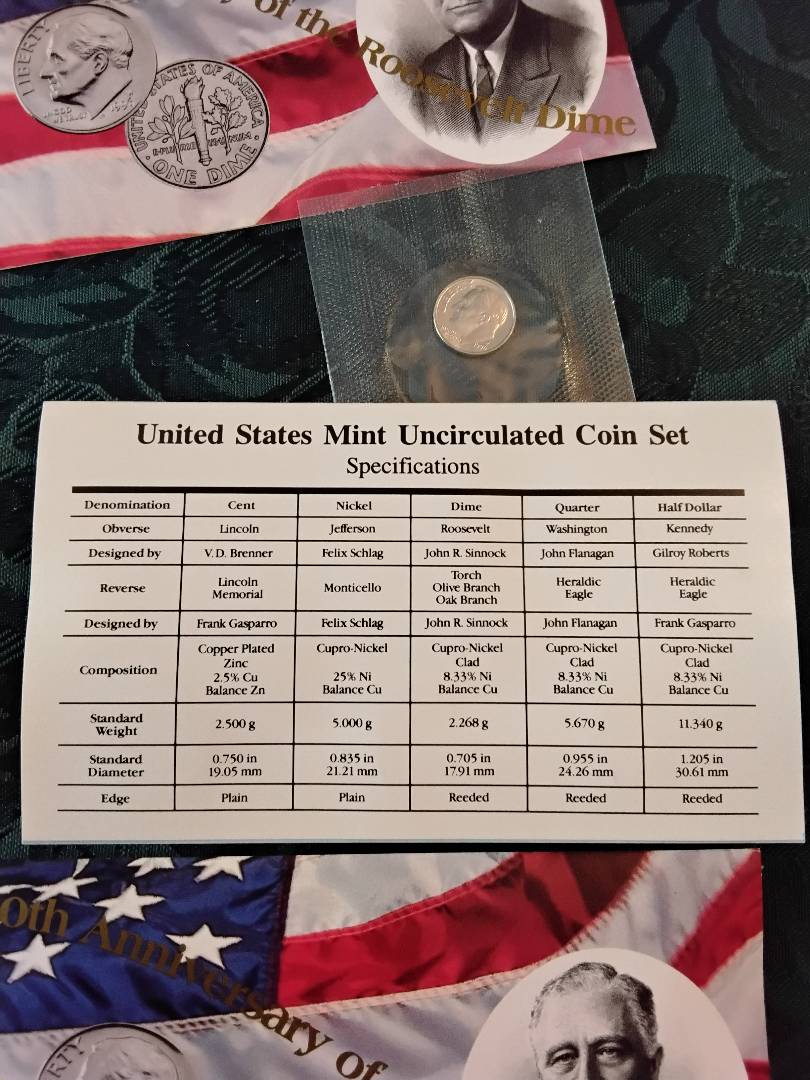 y of the Roosevelt Dime
LIBERTY
IN GOD
WE TRUST
UNITED STATES OF AMERICA
E PLURIBUS UNUM
· ONE DIME ·
United States Mint Uncirculated Coin Set
Specifications
Denomination Cent Nickel Dime Quarter Half Dollar
Obverse Lincoln Jefferson Roosevelt Washington Kennedy
Designed by V.D. Brenner Felix Schlag John R. Sinnock John Flanagan Gilroy Roberts
Reverse Lincoln Memorial Monticello Torch Olive Branch Oak Branch Heraldic Eagle Heraldic Eagle
Designed by Frank Gasparro Felix Schlag John R. Sinnock John Flanagan Frank Gasparro
Composition Copper Plated Zinc 2.5% Cu Balance Zn Cupro-Nickel 25% Ni Balance Cu Cupro-Nickel Clad 8.33% Ni Balance Cu Cupro-Nickel Clad 8.33% Ni Balance Cu Cupro-Nickel Clad 8.33% Ni Balance Cu
Standard Weight 2.500 g 5.000 g 2.268 g 5.670 g 11.340 g
Standard Diameter 0.750 in 19.05 mm 0.835 in 21.21 mm 0.705 in 17.91 mm 0.955 in 24.26 mm 1.205 in 30.61 mm
Edge Plain Plain Reeded Reeded Reeded
0th Anniversary of
RTY